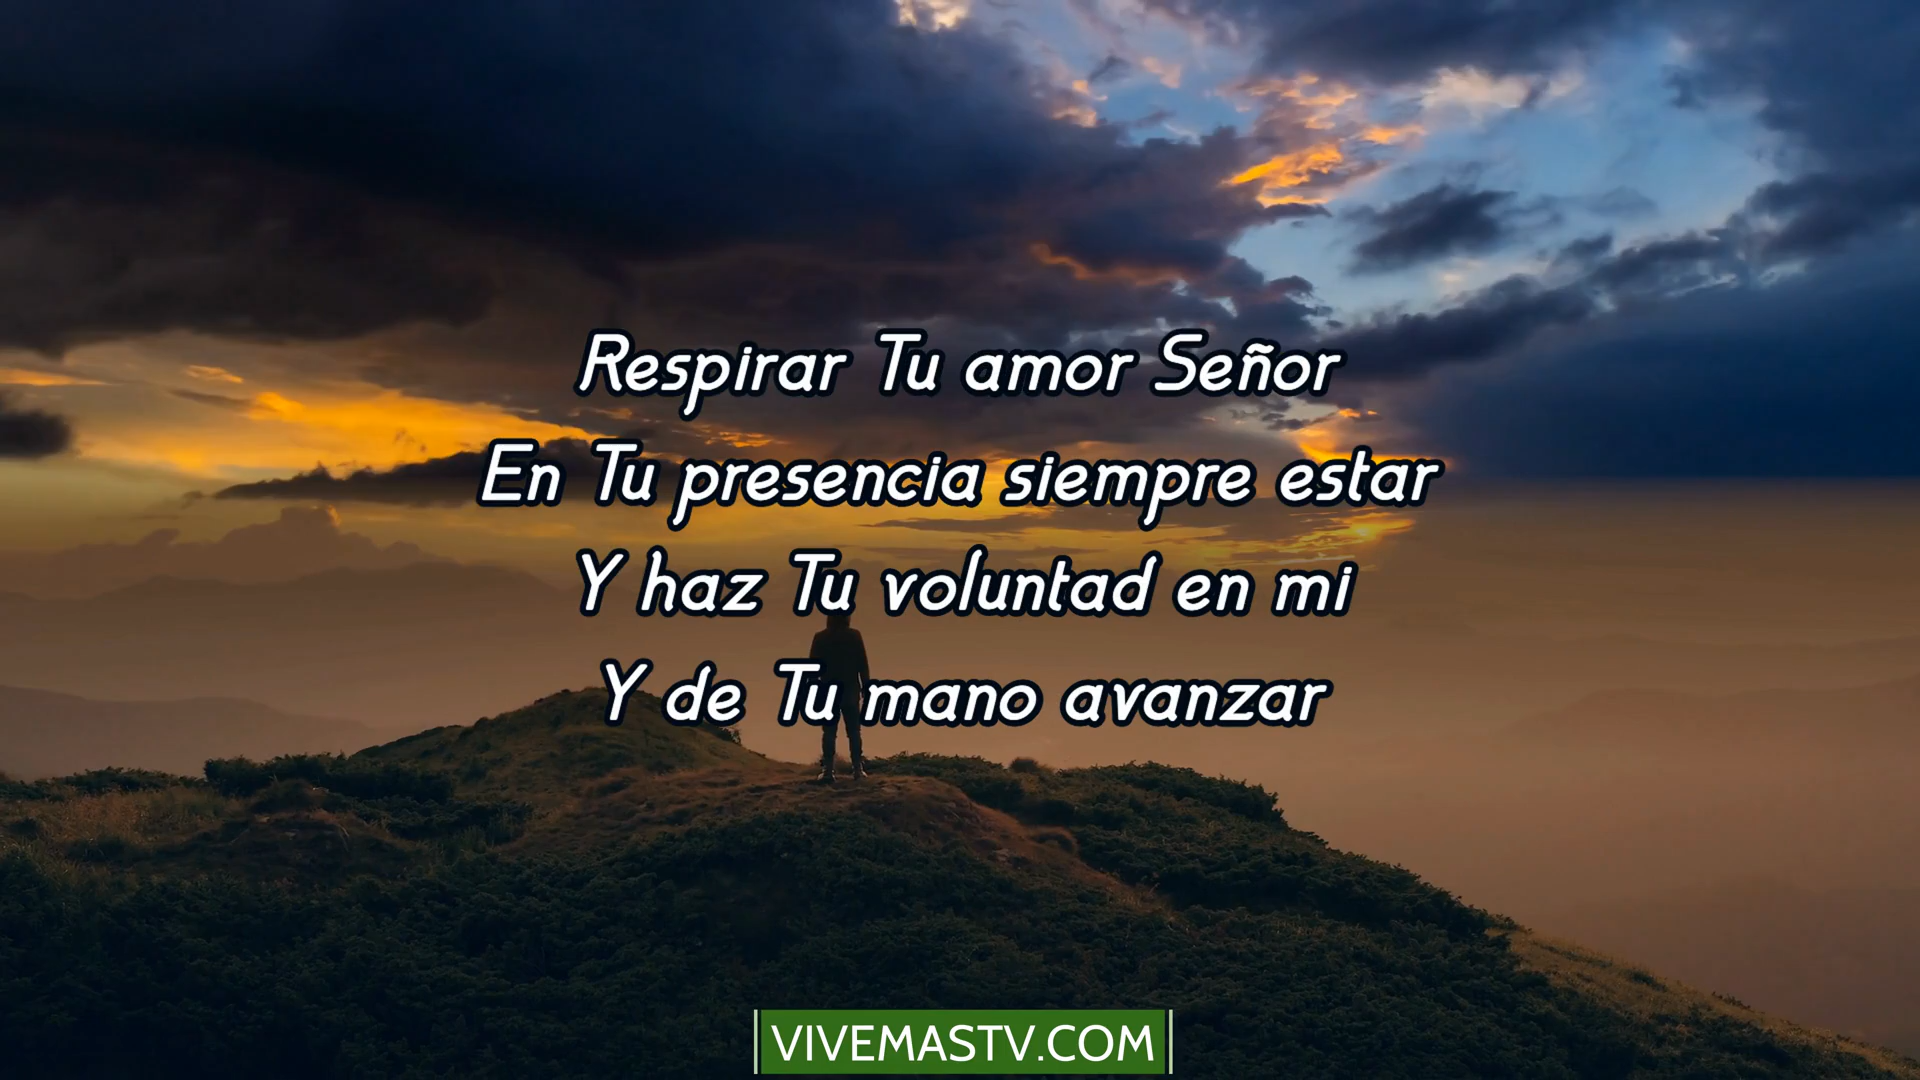 Respirar Tu amor Señor
En Tu presencia siempre estar
Y haz Tu voluntad en mi
Y de Tu mano avanzar
VIVEMASTV.COM